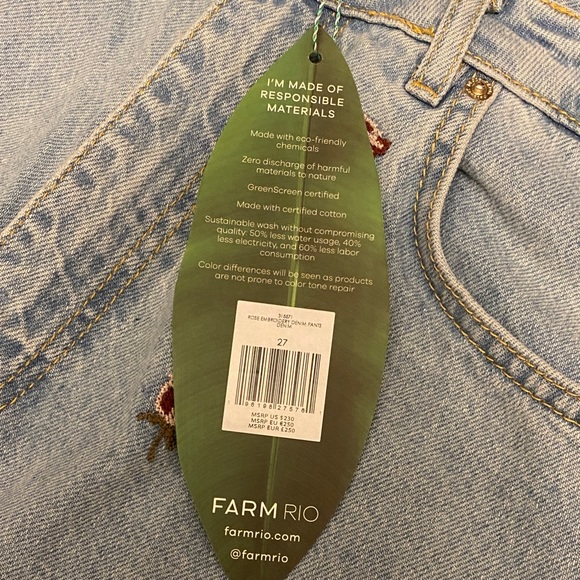 I'M MADE OF
RESPONSIBLE
MATERIALS
Made with eco-friendly
chemicals
Zero discharge of harmful
materials to nature
GreenScreen certified
Made with certified cotton
Sustainable wash without compromising
quality: 50% less water usage, 40%
less electricity, and 60% less labor
consumption
Color differences will be seen as products
are not prone to color tone repair
ROSE EMBROIDERY DENIM PANTS
DENIM
27
MSRP US $230
MSRP EU €250
MSRP EUR £250
FARM RIO
farmrio.com
@farmrio